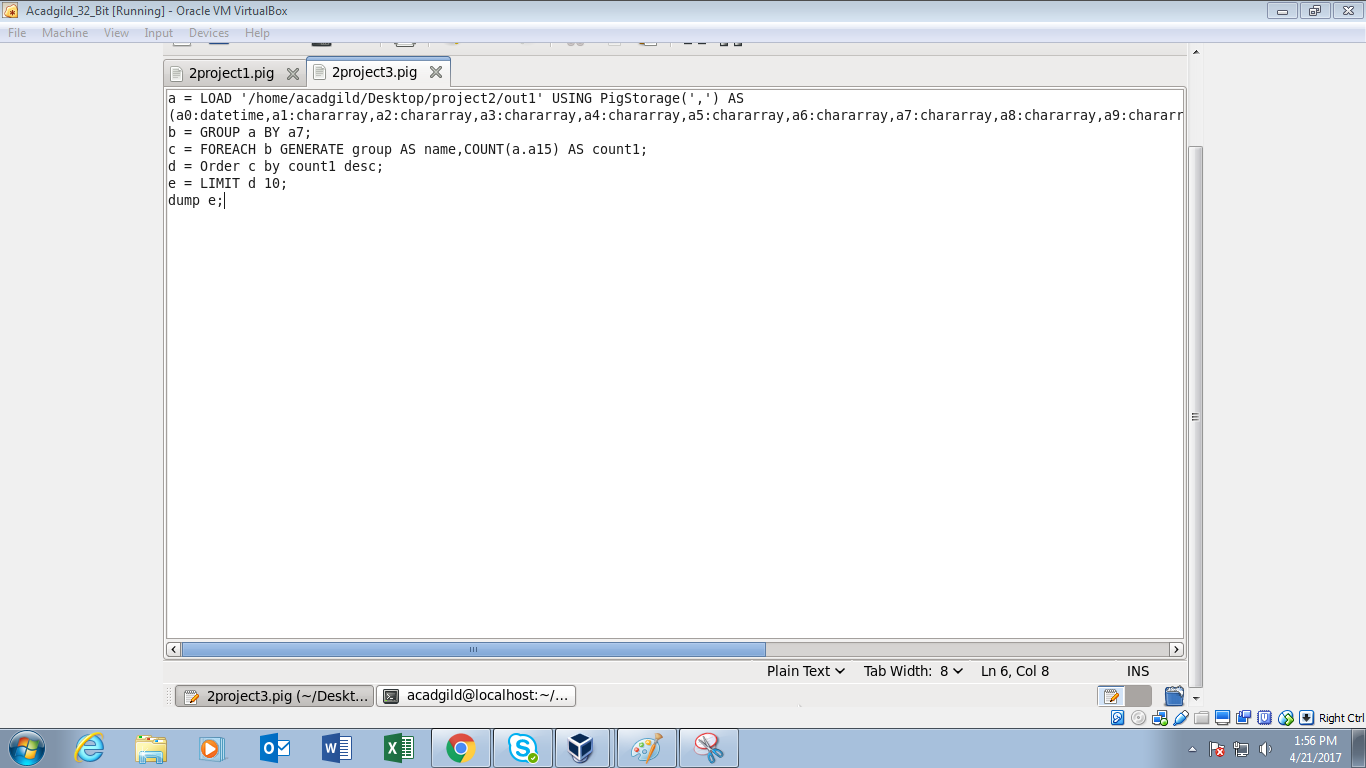 Acadgild_32_Bit [Running] - Oracle VM VirtualBox
File Machine View Input Devices Help
2project1.pig 2project3.pig
a = LOAD '/home/acadgild/Desktop/project2/out1' USING PigStorage(',') AS
(a0:datetime,a1:chararray,a2:chararray,a3:chararray,a4:chararray,a5:chararray,a6:chararray,a7:chararray,a8:chararray,a9:chararr
b = GROUP a BY a7;
c = FOREACH b GENERATE group AS name,COUNT(a.a15) AS count1;
d = Order c by count1 desc;
e = LIMIT d 10;
dump e;
Plain Text Tab Width: 8 Ln 6, Col 8 INS
2project3.pig (~/Deskt... acadgild@localhost:~/...
Right Ctrl
1:56 PM
4/21/2017